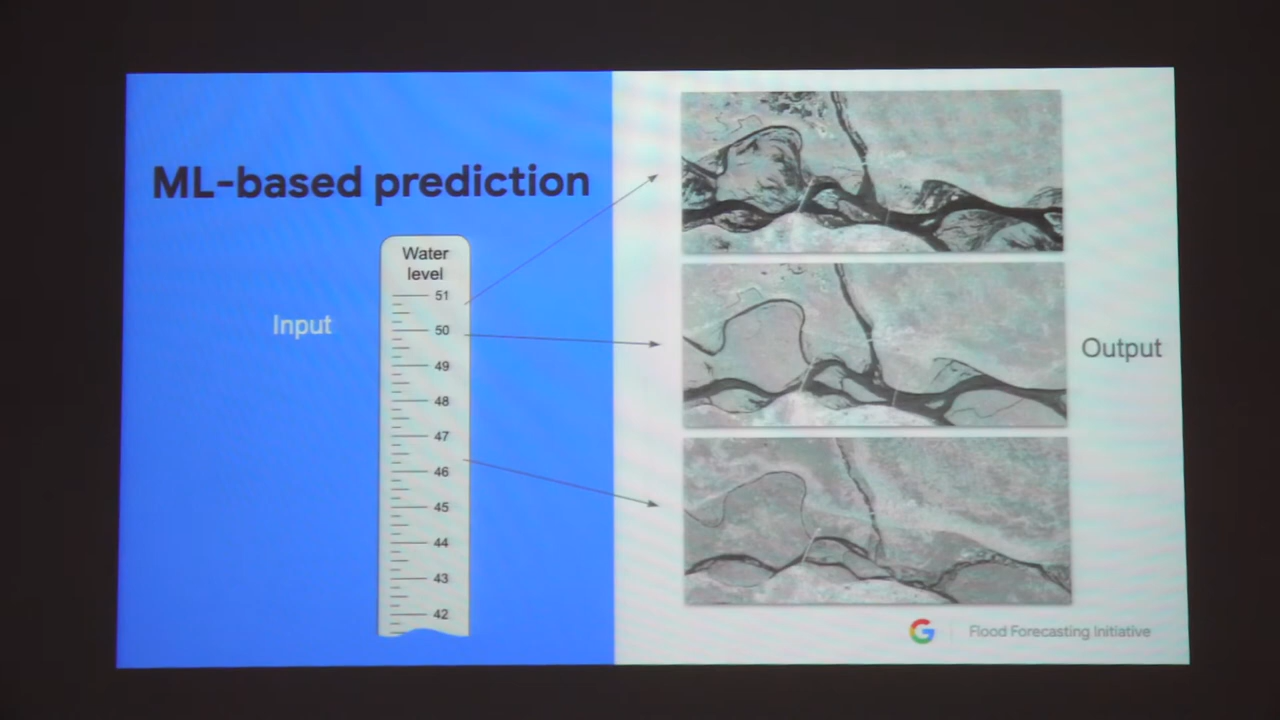 ML-based prediction
Water
level
51
50
49
48
47
46
45
44
43
42
Input
Output
Flood Forecasting Initiative